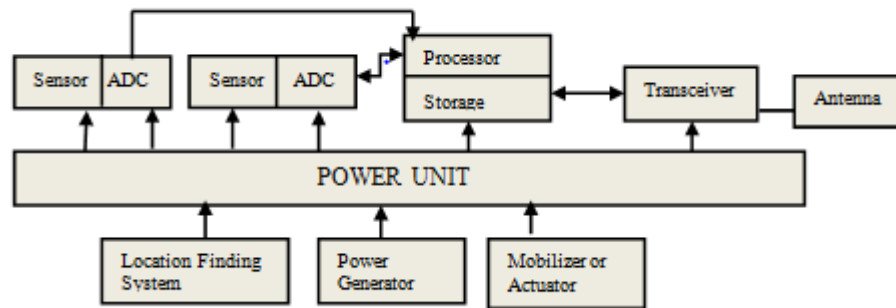 Sensor ADC
Sensor ADC
Processor
Storage
Transceiver
Antenna
POWER UNIT
Location Finding
System
Power
Generator
Mobilizer or
Actuator